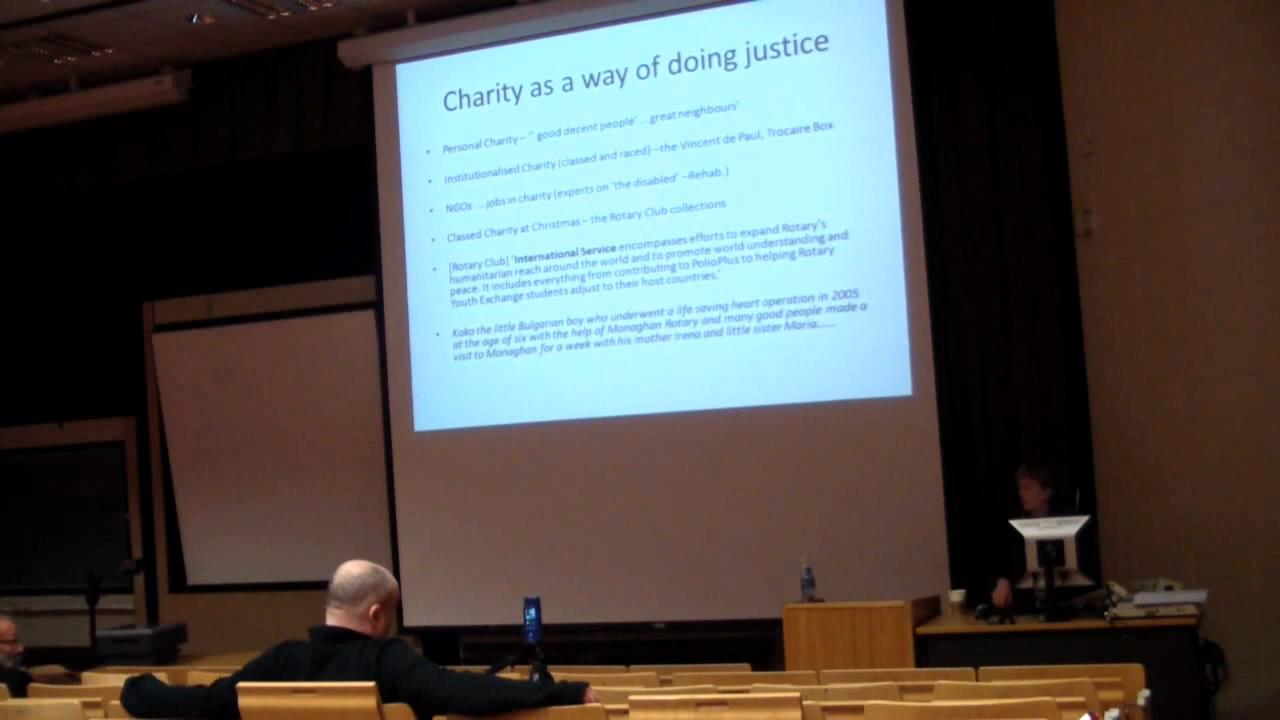 Charity as a way of doing justice
• Personal Charity – " good decent people' ...great neighbours'
• Institutionalised Charity (classed and raced) –the Vincent de Paul, Trocaire Box
• NGOs ...jobs in charity (experts on 'the disabled' –Rehab.)
• Classed Charity at Christmas – the Rotary Club collections
• [Rotary Club] 'International Service encompasses efforts to expand Rotary's
humanitarian reach around the world and to promote world understanding and
peace. It includes everything from contributing to PolioPlus to helping Rotary
Youth Exchange students adjust to their host countries.'
• Koko the little Bulgarian boy who underwent a life saving heart operation in 2005
at the age of six with the help of Monaghan Rotary and many good people made a
visit to Monaghan for a week with his mother Irena and little sister Maria......